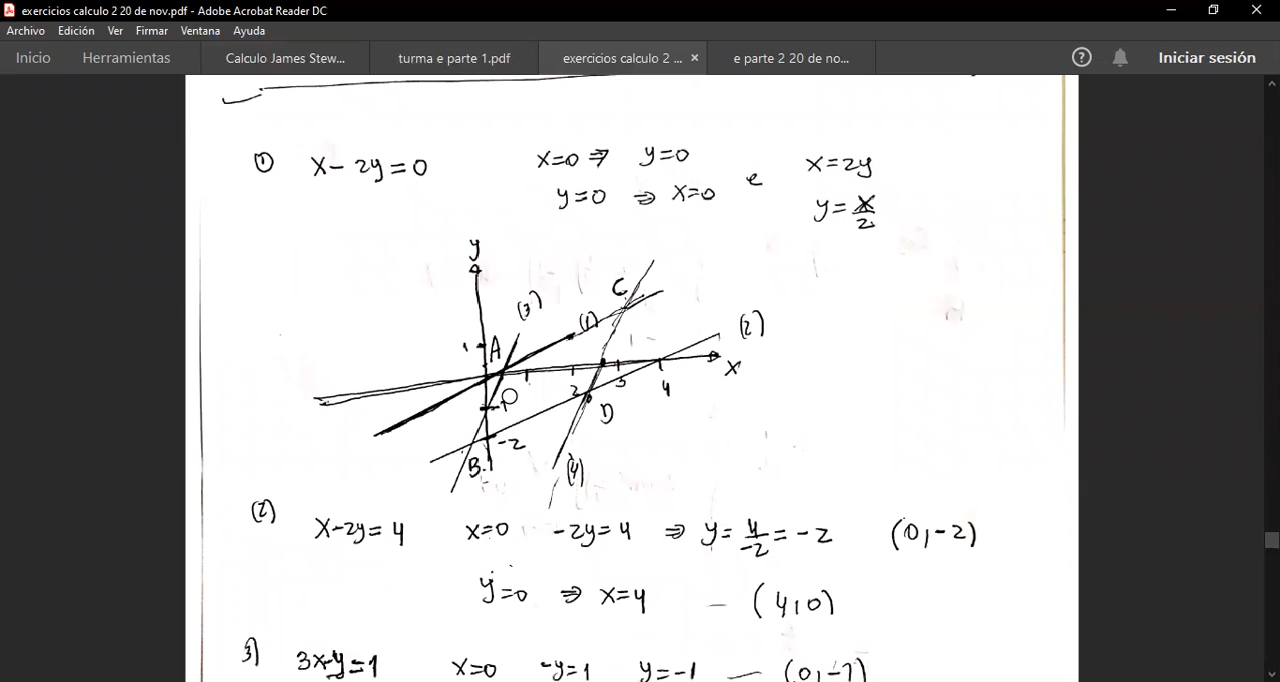 exercicios calculo 2 20 de nov.pdf - Adobe Acrobat Reader DC
Archivo Edición Ver Firmar Ventana Ayuda
Inicio Herramientas Calculo James Stew... turma e parte 1.pdf exercicios calculo 2 ... × e parte 2 20 de no... Iniciar sesión
① x - 2y = 0 x=0 ⇒ y=0 e x=2y
y=0 ⇒ x=0 y=x/2
y
(3) C
1 A (1) (2)
2 3 4 x
-1 D
-2
B (4)
(2) x-2y=4 x=0 -2y=4 ⇒ y=4/-2=-2 (0,-2)
y=0 ⇒ x=4 - (4,0)
3) 3x-y=1 x=0 -y=1 y=-1 — (0,-1)